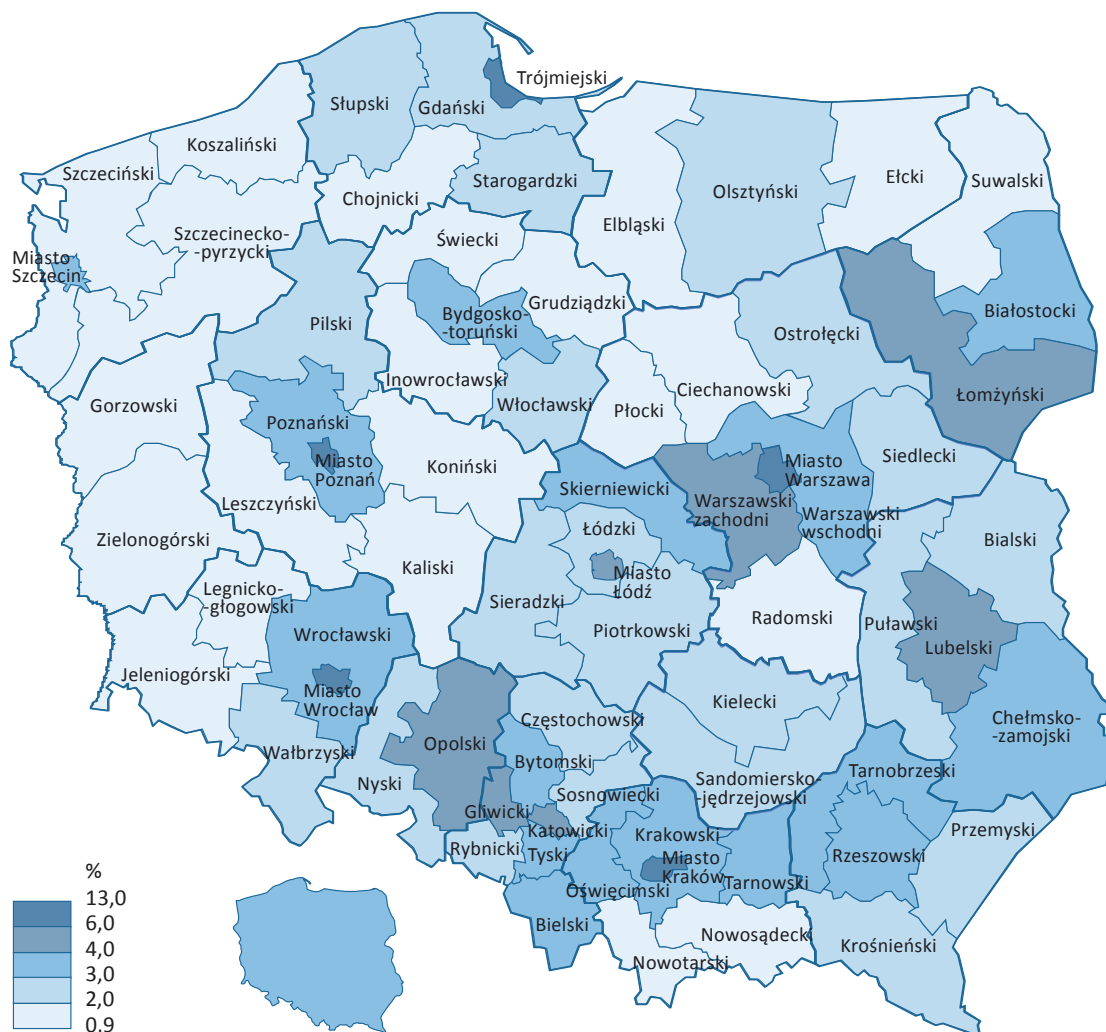 Trójmiejski
Słupski
Gdański
Koszaliński
Szczeciński
Ełcki
Suwalski
Starogardzki
Olsztyński
Chojnicki
Elbląski
Szczecinecko-
-pyrzycki
Świecki
Miasto
Szczecin
Grudziądzki
Bydgosko-
-toruński
Białostocki
Pilski
Ostrołęcki
Inowrocławski
Ciechanowski
Łomżyński
Gorzowski
Włocławski
Płocki
Poznański
Miasto
Poznań
Koniński
Miasto
Warszawa
Siedlecki
Skierniewicki
Warszawski
zachodni
Leszczyński
Warszawski
wschodni
Łódzki
Zielonogórski
Bialski
Kaliski
Miasto
Łódź
Legnicko-
-głogowski
Sieradzki
Radomski
Puławski
Wrocławski
Piotrkowski
Lubelski
Jeleniogórski
Miasto
Wrocław
Kielecki
Chełmsko-
-zamojski
Częstochowski
Opolski
Wałbrzyski
Bytomski
Tarnobrzeski
Nyski
Sandomiersko-
-jędrzejowski
Sosnowiecki
Gliwicki
Katowicki
Krakowski
Przemyski
Rybnicki
Tyski
Miasto
Kraków
Rzeszowski
Oświęcimski
Tarnowski
Bielski
Nowosądecki
Krośnieński
Nowotarski
%
13,0
6,0
4,0
3,0
2,0
0.9